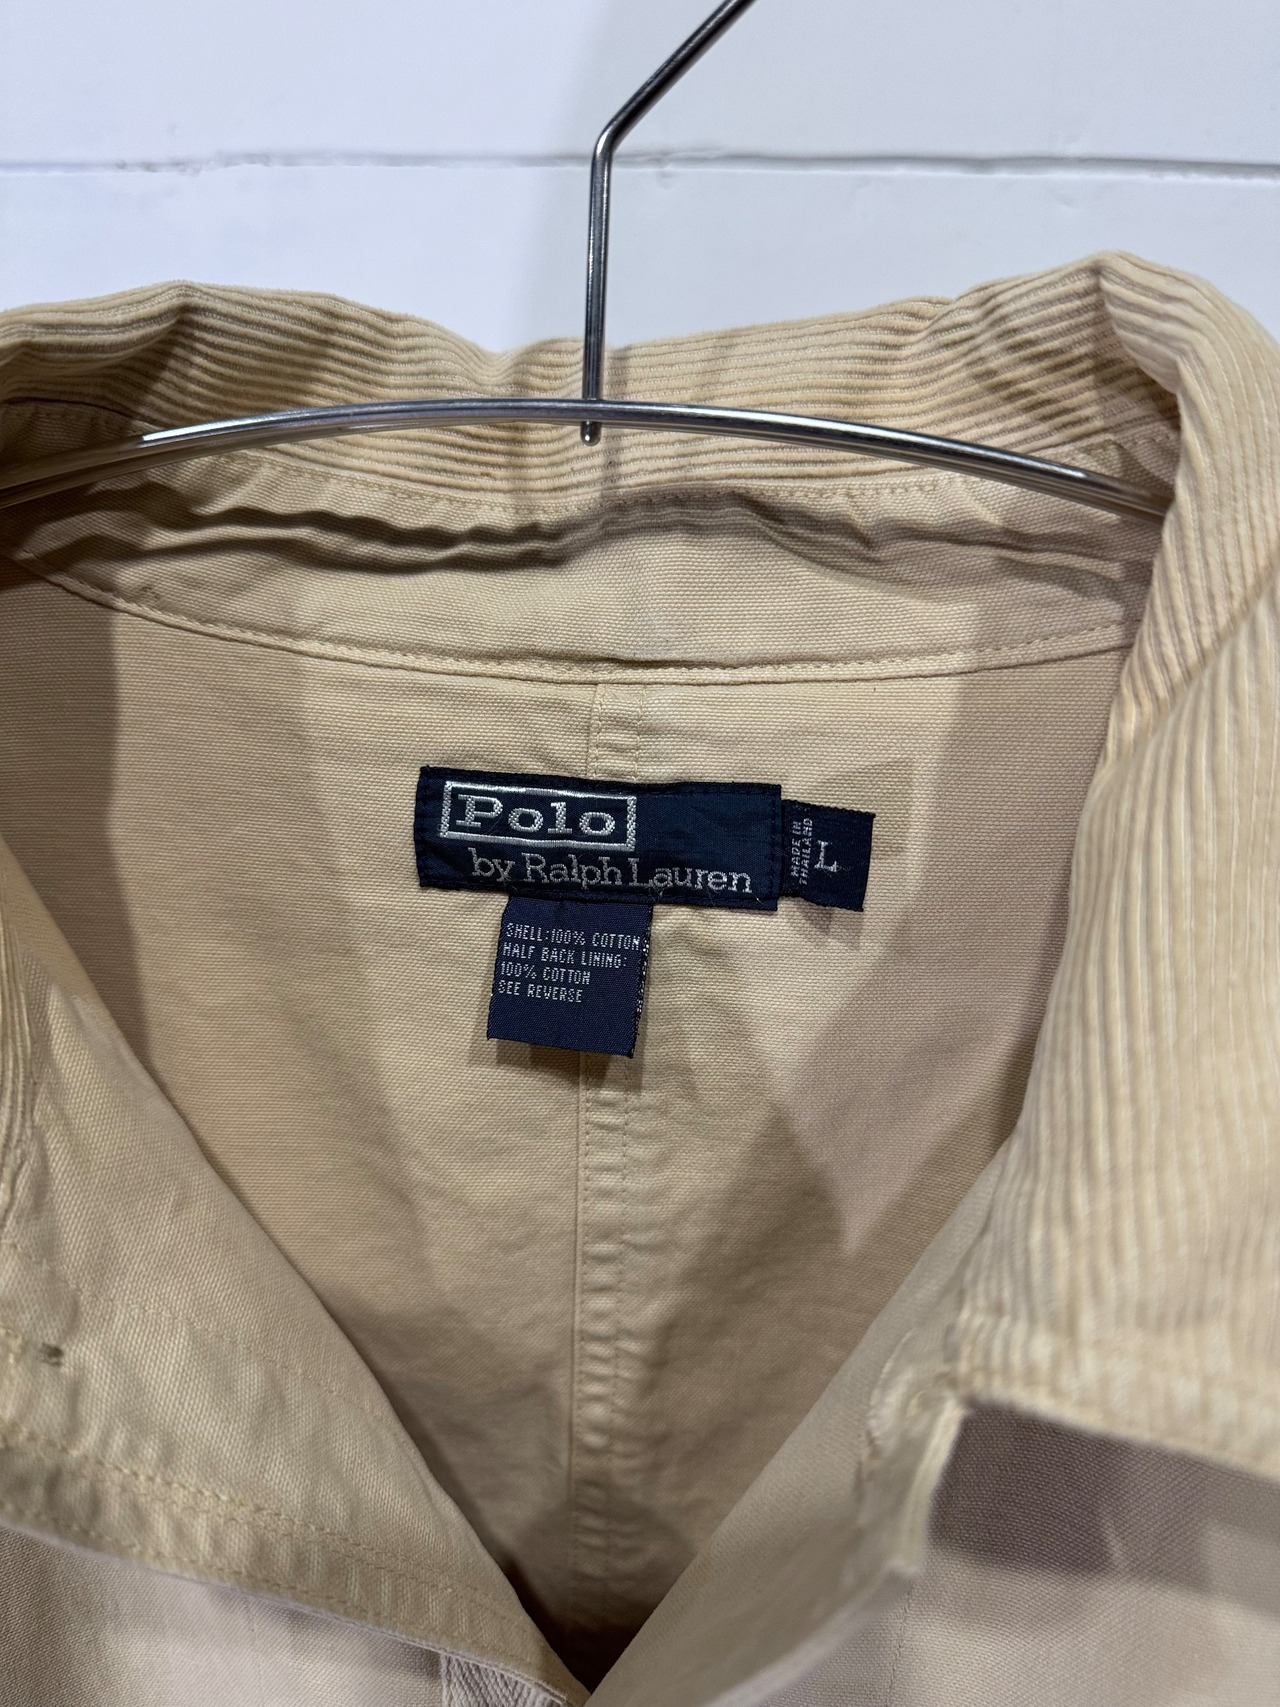 Polo
by Ralph Lauren
MADE IN
THAILAND
L
SHELL:100% COTTON
HALF BACK LINING:
100% COTTON
SEE REVERSE